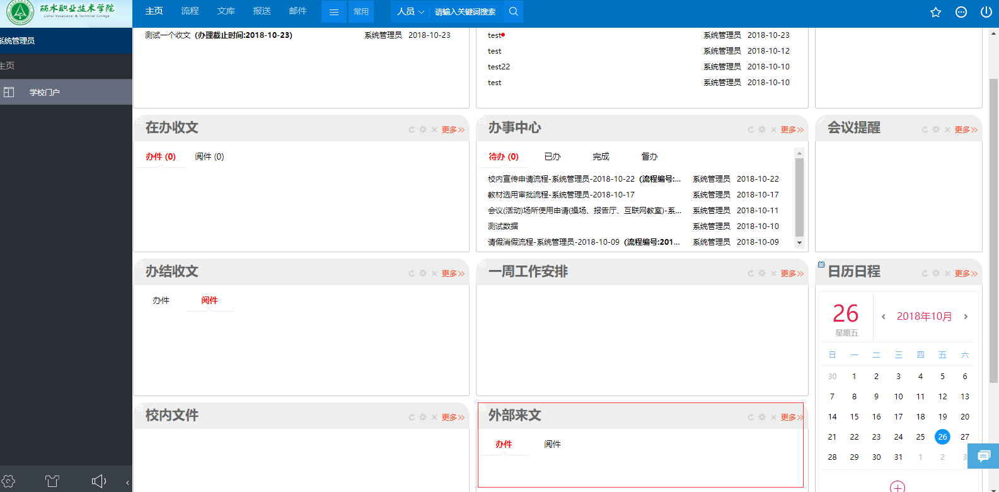 丽水职业技术学院
Lishui Vocational & Technical College
主页 流程 文库 报送 邮件 常用 人员 请输入关键词搜索
系统管理员
主页
学校门户
测试一个收文 (办理截止时间:2018-10-23) 系统管理员 2018-10-23
test 系统管理员 2018-10-23
test 系统管理员 2018-10-12
test22 系统管理员 2018-10-10
test 系统管理员 2018-10-10
在办收文 更多>>
办件 (0) 阅件 (0)
办事中心 更多>>
待办 (0) 已办 完成 督办
校内宣传申请流程-系统管理员-2018-10-22 (流程编号:... 系统管理员 2018-10-22
教材选用审批流程-系统管理员-2018-10-17 系统管理员 2018-10-17
会议(活动)场所使用申请(操场、报告厅、互联网教室)-系... 系统管理员 2018-10-11
测试数据 系统管理员 2018-10-10
请假消假流程-系统管理员-2018-10-09 (流程编号:201... 系统管理员 2018-10-09
会议提醒 更多>>
办结收文 更多>>
办件 阅件
一周工作安排 更多>>
日历日程 更多>>
26
星期五
2018年10月
日 一 二 三 四 五 六
30 1 2 3 4 5 6
7 8 9 10 11 12 13
14 15 16 17 18 19 20
21 22 23 24 25 26 27
28 29 30 31 1 2 3
校内文件 更多>>
外部来文 更多>>
办件 阅件